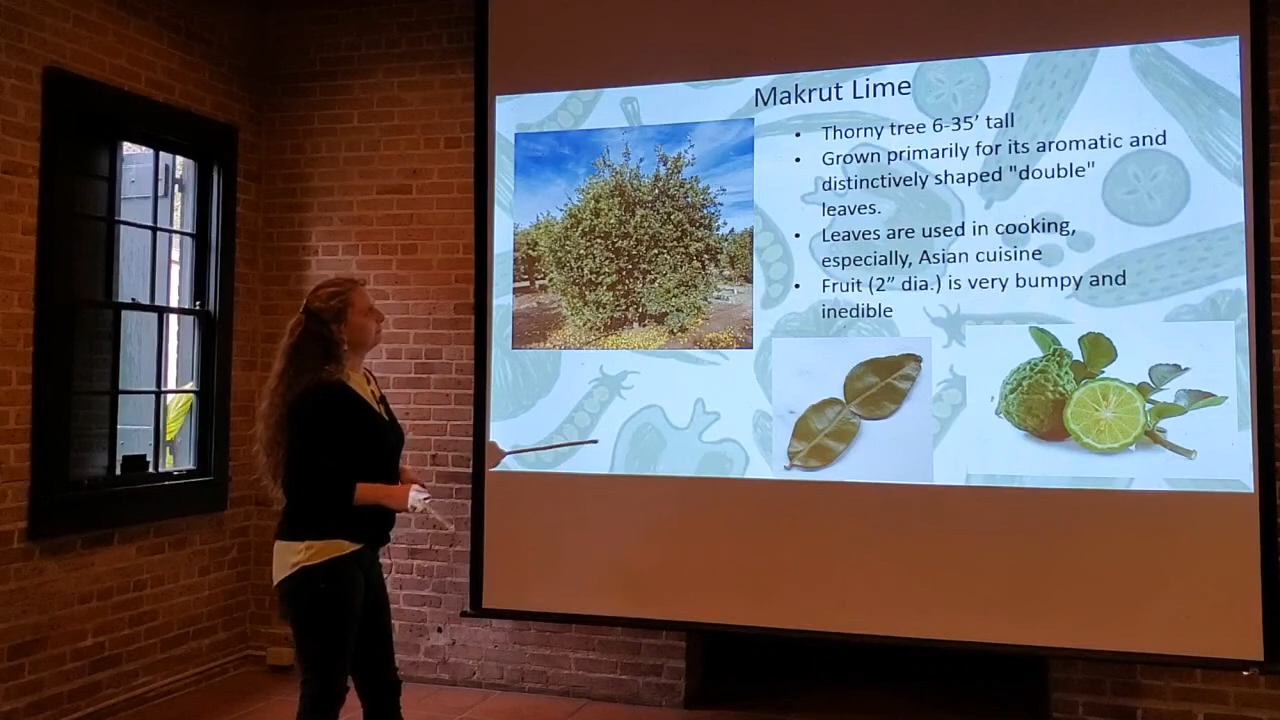 Makrut Lime
• Thorny tree 6-35' tall
• Grown primarily for its aromatic and
distinctively shaped "double"
leaves.
• Leaves are used in cooking,
especially, Asian cuisine
• Fruit (2" dia.) is very bumpy and
inedible